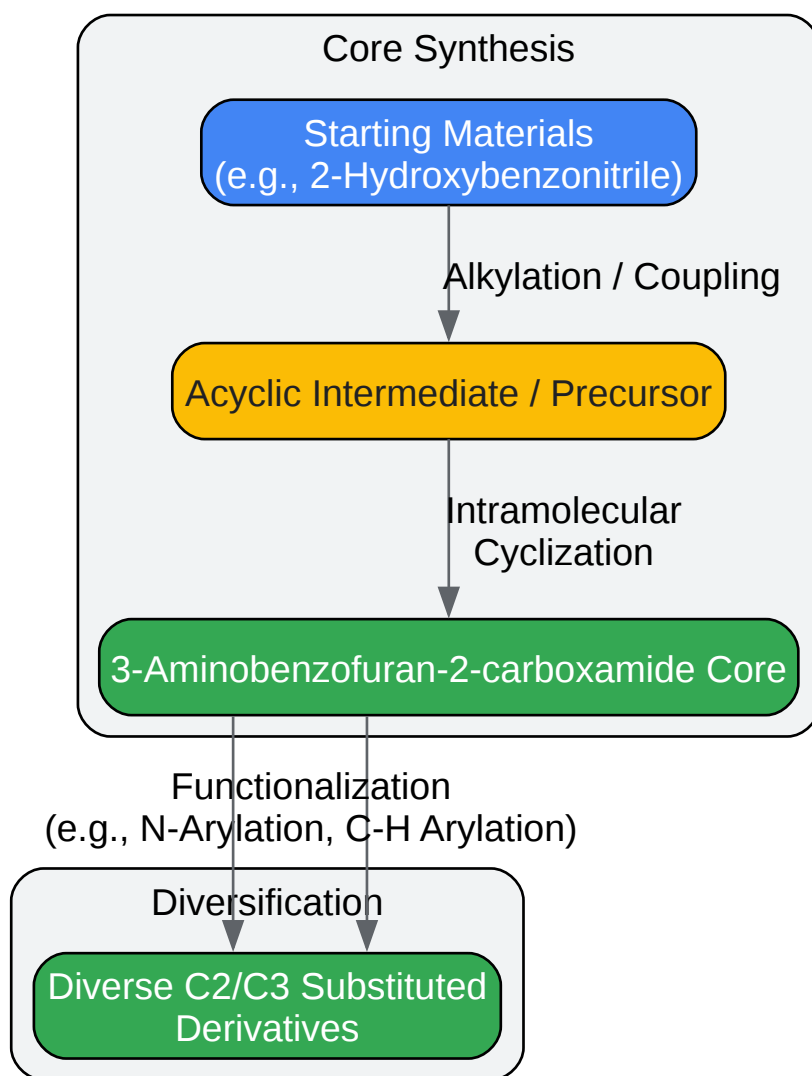 Core Synthesis
Starting Materials
(e.g., 2-Hydroxybenzonitrile)
Alkylation / Coupling
Acyclic Intermediate / Precursor
Intramolecular
Cyclization
3-Aminobenzofuran-2-carboxamide Core
Functionalization
(e.g., N-Arylation, C-H Arylation)
Diversification
Diverse C2/C3 Substituted
Derivatives